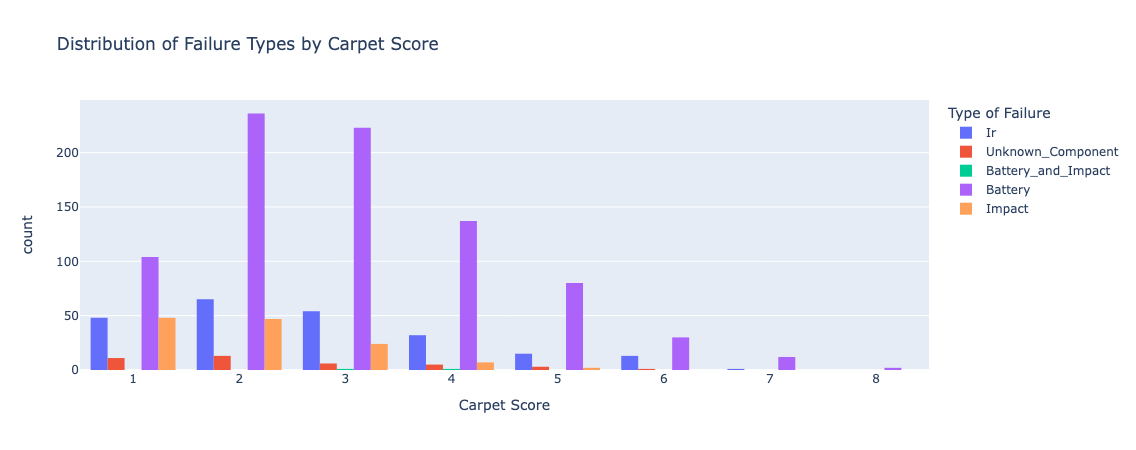 Distribution of Failure Types by Carpet Score
Type of Failure
Ir
Unknown_Component
Battery_and_Impact
Battery
Impact
count
200
150
100
50
0
1 2 3 4 5 6 7 8
Carpet Score